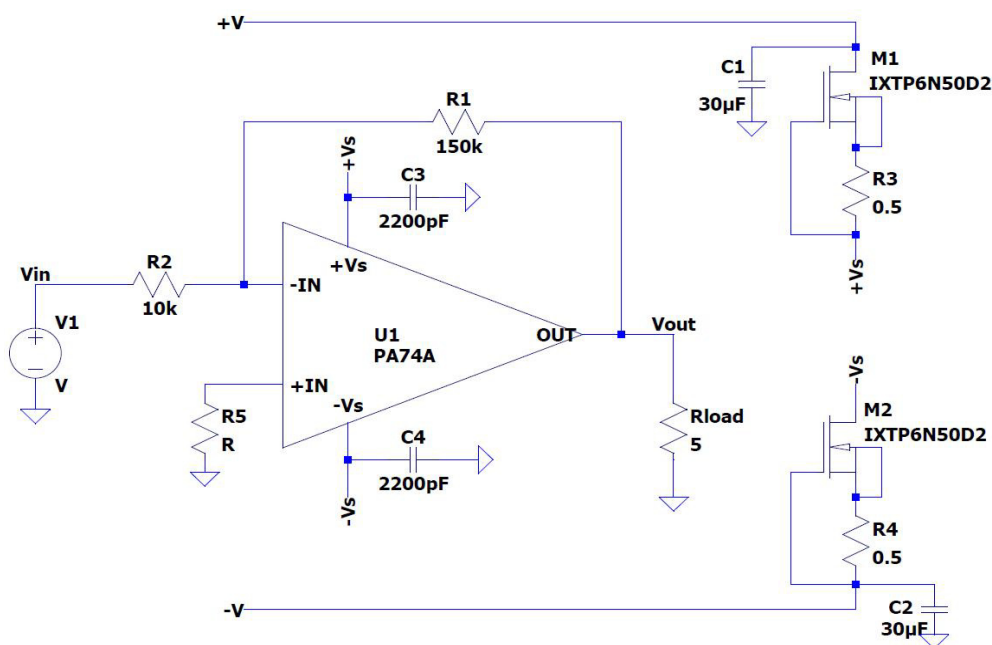 +V
C1
30µF
M1
IXTP6N50D2
R3
0.5
+Vs
R1
150k
+Vs
C3
2200pF
Vin
R2
10k
V1
V
+Vs
-IN
U1
PA74A
OUT
Vout
+IN
-Vs
R5
R
C4
2200pF
-Vs
Rload
5
-Vs
M2
IXTP6N50D2
R4
0.5
-V
C2
30µF